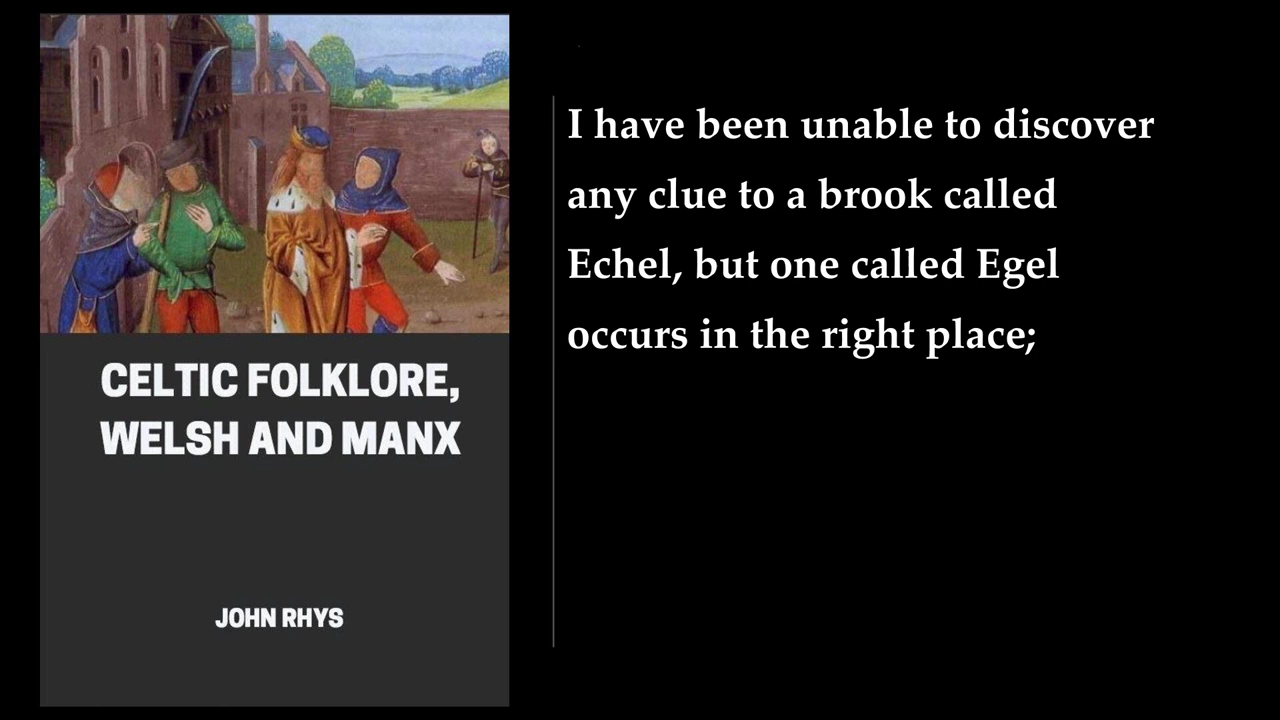 CELTIC FOLKLORE,
WELSH AND MANX
JOHN RHYS
I have been unable to discover
any clue to a brook called
Echel, but one called Egel
occurs in the right place;